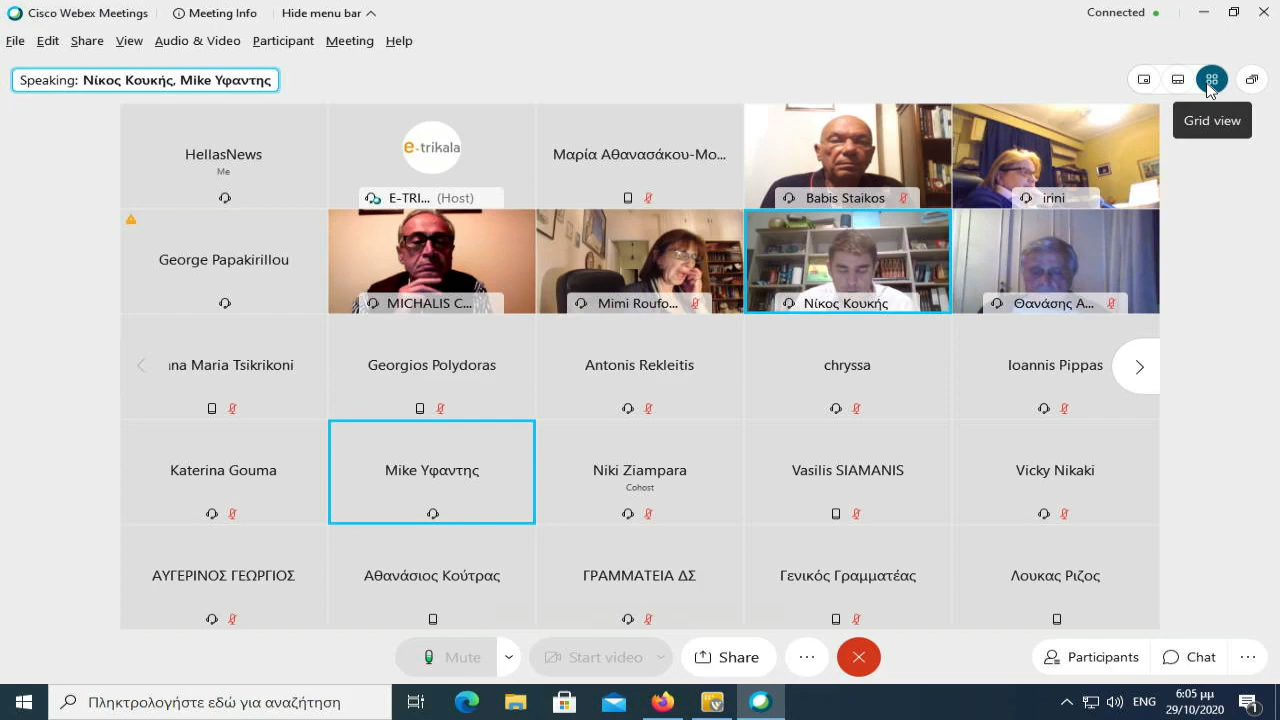 Cisco Webex Meetings
Meeting Info
Hide menu bar
Connected
File Edit Share View Audio & Video Participant Meeting Help
Speaking: Νίκος Κουκής, Mike Υφαντης
Grid view
HellasNews
Me
e-trikala
E-TRI... (Host)
Μαρία Αθανασάκου-Μο...
Babis Staikos
irini
George Papakirillou
MICHALIS C...
Mimi Roufo...
Νίκος Κουκής
Θανάσης Α...
nna Maria Tsikrikoni
Georgios Polydoras
Antonis Rekleitis
chryssa
Ioannis Pippas
Katerina Gouma
Mike Υφαντης
Niki Ziampara
Cohost
Vasilis SIAMANIS
Vicky Nikaki
ΑΥΓΕΡΙΝΟΣ ΓΕΩΡΓΙΟΣ
Αθανάσιος Κούτρας
ΓΡΑΜΜΑΤΕΙΑ ΔΣ
Γενικός Γραμματέας
Λουκας Ριζος
Mute
Start video
Share
Participants
Chat
Πληκτρολογήστε εδώ για αναζήτηση
ENG
6:05 μμ
29/10/2020
1